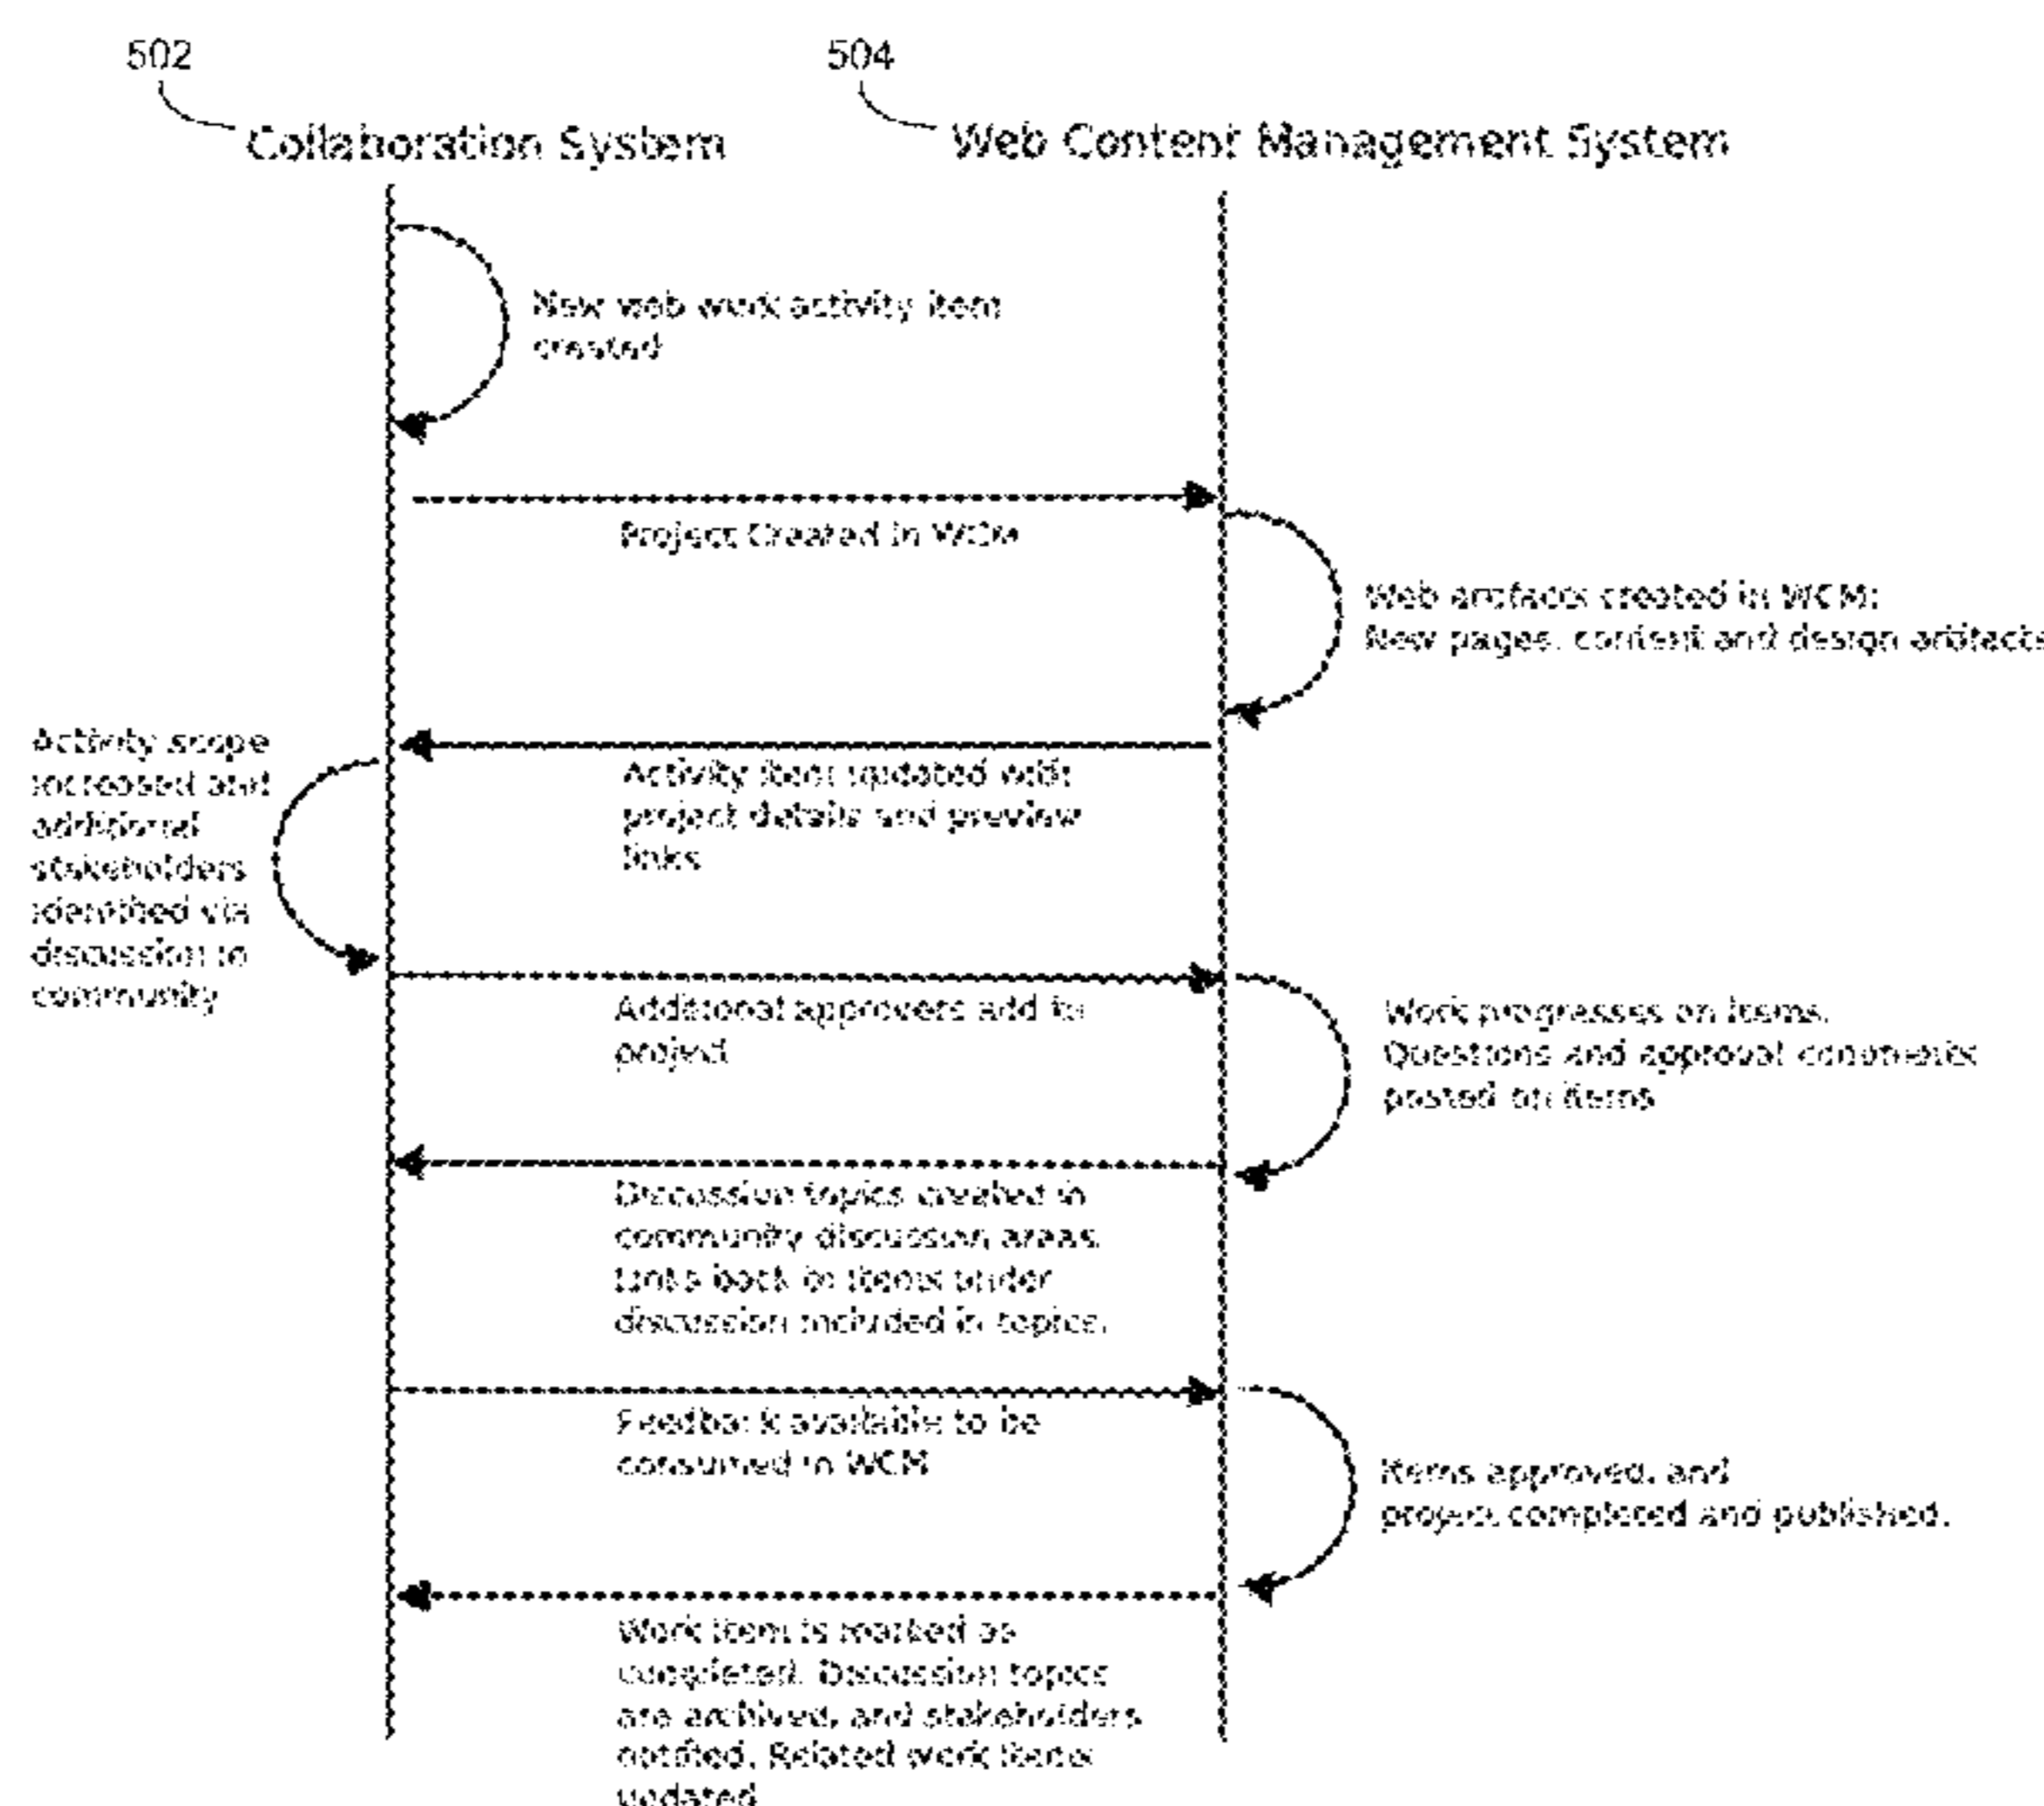 502
504
Collaboration System
Web Content Management System
New web work activity item
created
Project Created in WCM
Web artifacts created in WCM:
New pages, content and design artifacts
Activity scope
increased and
additional
stakeholders
identified via
discussion in
community
Activity item updated with
project details and preview
links
Additional approvers add to
project
Work progresses on items.
Questions and approval comments
posted on items
Discussion topics created in
community discussion areas.
Links back to items under
discussion included in topics.
Feedback available to be
consumed in WCM
Items approved, and
project completed and published.
Work item is marked as
completed. Discussion topics
are archived, and stakeholders
notified. Related work items
updated